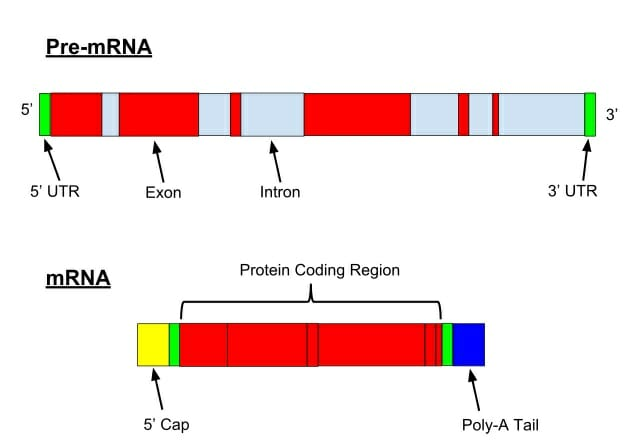 Pre-mRNA
5' 3'
5' UTR Exon Intron 3' UTR
mRNA
Protein Coding Region
5' Cap Poly-A Tail